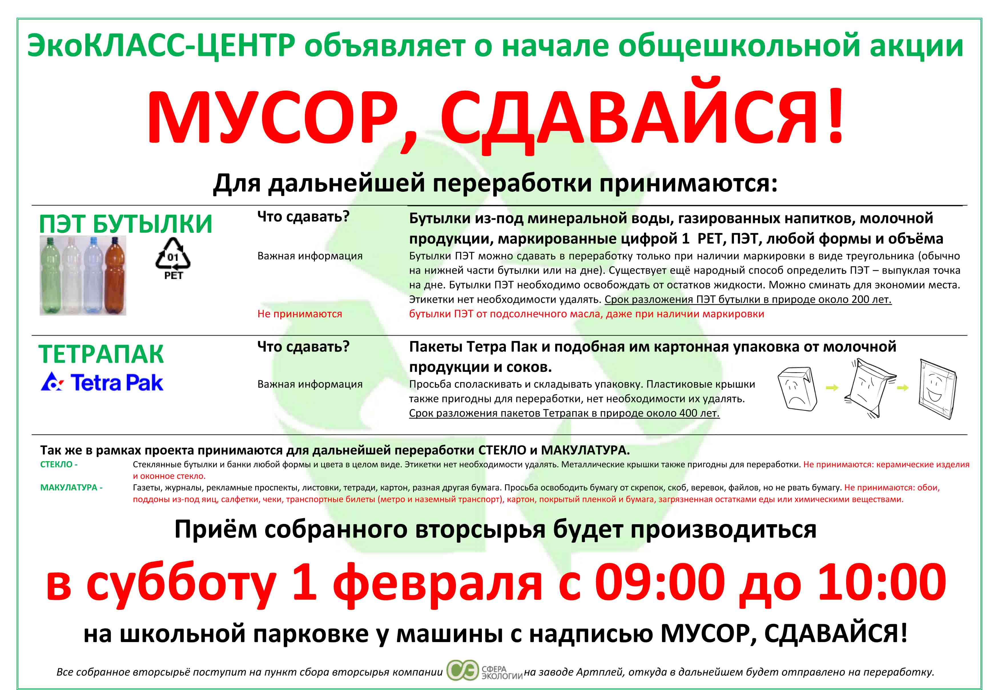 ЭкоКЛАСС-ЦЕНТР объявляет о начале общешкольной акции
МУСОР, СДАВАЙСЯ!
Для дальнейшей переработки принимаются:
ПЭТ БУТЫЛКИ
01
PET
Что сдавать?
Бутылки из-под минеральной воды, газированных напитков, молочной
продукции, маркированные цифрой 1 PET, ПЭТ, любой формы и объёма
Важная информация
Бутылки ПЭТ можно сдавать в переработку только при наличии маркировки в виде треугольника (обычно
на нижней части бутылки или на дне). Существует ещё народный способ определить ПЭТ – выпуклая точка
на дне. Бутылки ПЭТ необходимо освобождать от остатков жидкости. Можно сминать для экономии места.
Этикетки нет необходимости удалять. Срок разложения ПЭТ бутылки в природе около 200 лет.
Не принимаются
бутылки ПЭТ от подсолнечного масла, даже при наличии маркировки
ТЕТРАПАК
Tetra Pak
Что сдавать?
Пакеты Тетра Пак и подобная им картонная упаковка от молочной
продукции и соков.
Важная информация
Просьба споласкивать и складывать упаковку. Пластиковые крышки
также пригодны для переработки, нет необходимости их удалять.
Срок разложения пакетов Тетрапак в природе около 400 лет.
Так же в рамках проекта принимаются для дальнейшей переработки СТЕКЛО и МАКУЛАТУРА.
СТЕКЛО - Стеклянные бутылки и банки любой формы и цвета в целом виде. Этикетки нет необходимости удалять. Металлические крышки также пригодны для переработки. Не принимаются: керамические изделия
и оконное стекло.
МАКУЛАТУРА - Газеты, журналы, рекламные проспекты, листовки, тетради, картон, разная другая бумага. Просьба освободить бумагу от скрепок, скоб, веревок, файлов, но не рвать бумагу. Не принимаются: обои,
поддоны из-под яиц, салфетки, чеки, транспортные билеты (метро и наземный транспорт), картон, покрытый пленкой и бумага, загрязненная остатками еды или химическими веществами.
Приём собранного вторсырья будет производиться
в субботу 1 февраля с 09:00 до 10:00
на школьной парковке у машины с надписью МУСОР, СДАВАЙСЯ!
Все собранное вторсырьё поступит на пункт сбора вторсырья компании СЭ СФЕРА ЭКОЛОГИИ на заводе Артплей, откуда в дальнейшем будет отправлено на переработку.